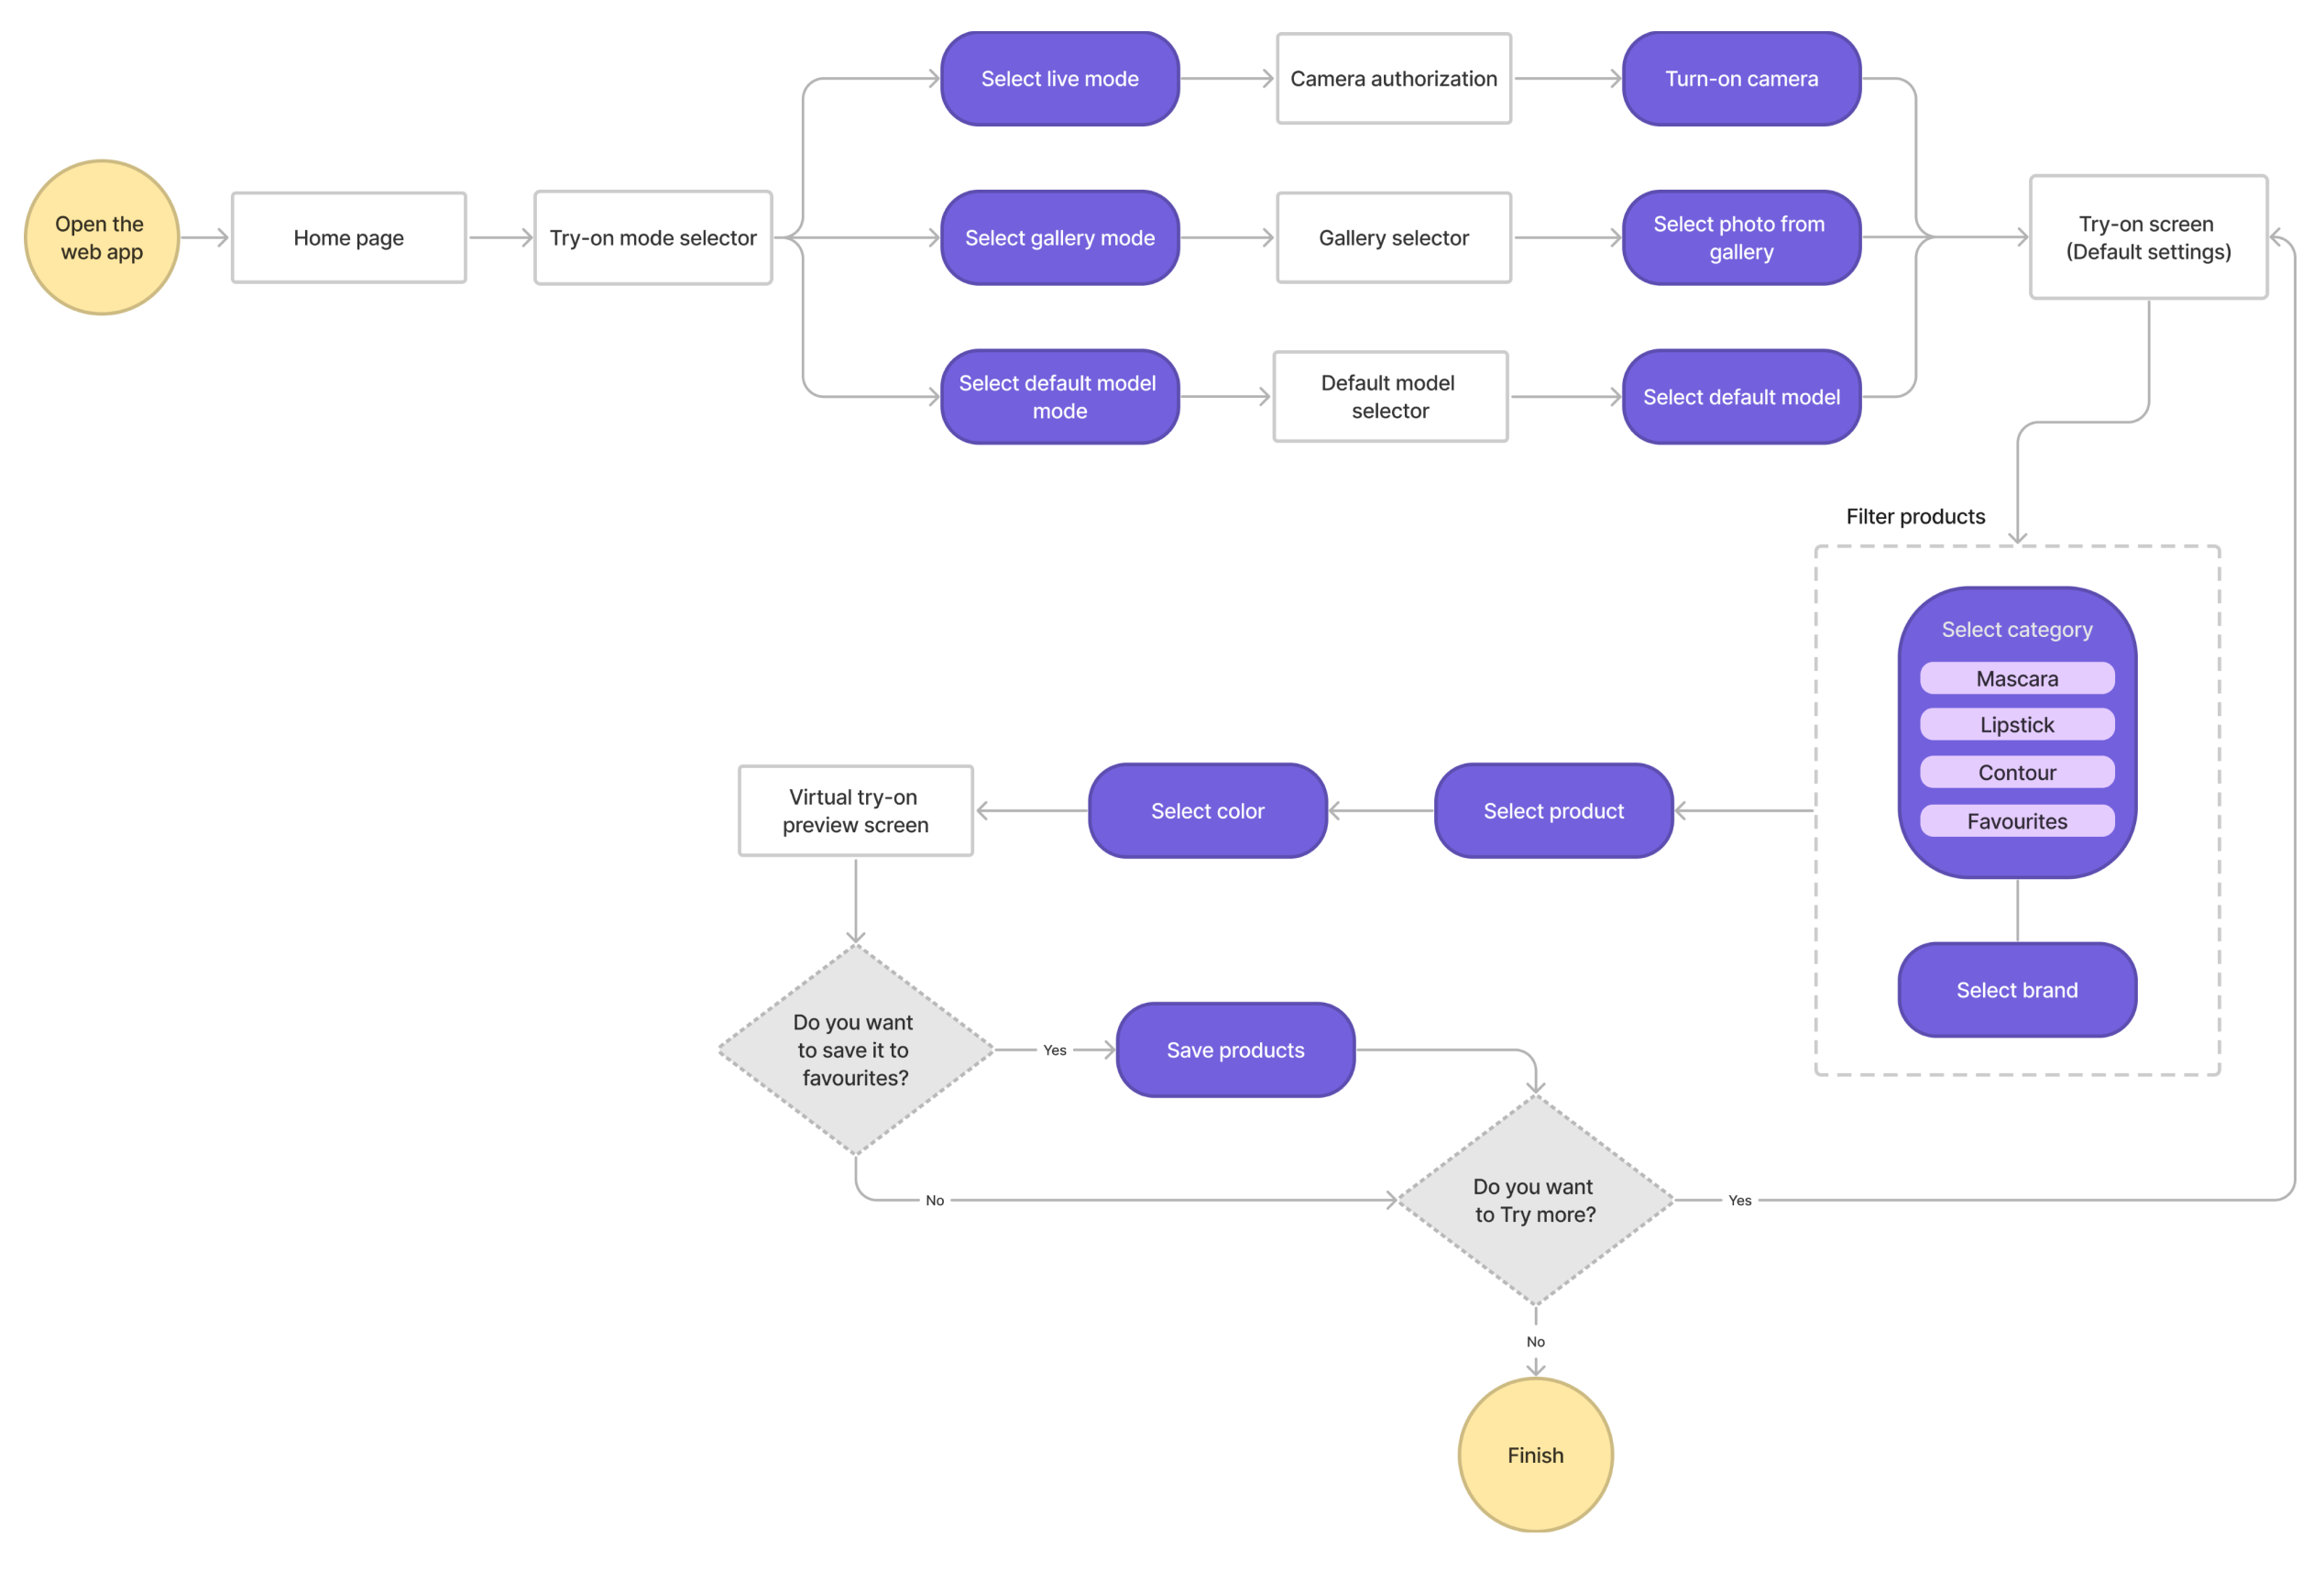 Select live mode
Camera authorization
Turn-on camera
Open the
web app
Home page
Try-on mode selector
Select gallery mode
Gallery selector
Select photo from
gallery
Try-on screen
(Default settings)
Select default model
mode
Default model
selector
Select default model
Filter products
Select category
Mascara
Lipstick
Contour
Favourites
Select brand
Select product
Select color
Virtual try-on
preview screen
Do you want
to save it to
favourites?
Yes
Save products
No
Do you want
to Try more?
Yes
No
Finish